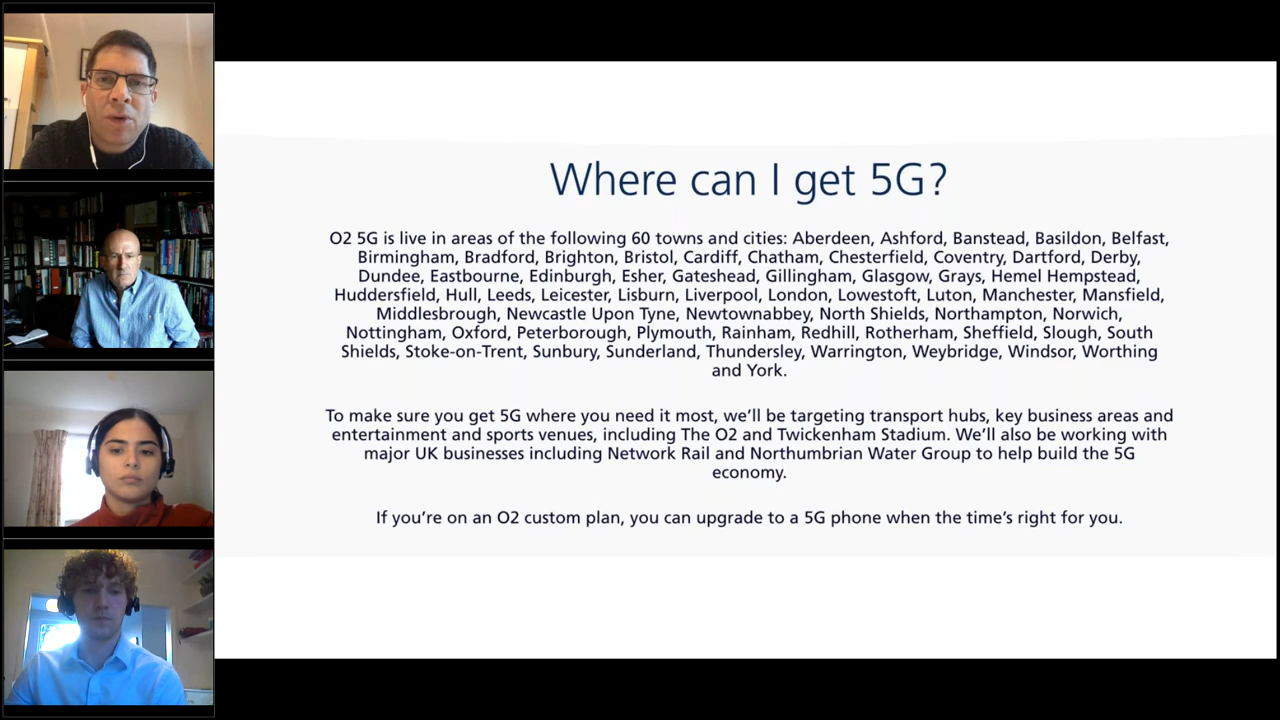 Where can I get 5G?
O2 5G is live in areas of the following 60 towns and cities: Aberdeen, Ashford, Banstead, Basildon, Belfast,
Birmingham, Bradford, Brighton, Bristol, Cardiff, Chatham, Chesterfield, Coventry, Dartford, Derby,
Dundee, Eastbourne, Edinburgh, Esher, Gateshead, Gillingham, Glasgow, Grays, Hemel Hempstead,
Huddersfield, Hull, Leeds, Leicester, Lisburn, Liverpool, London, Lowestoft, Luton, Manchester, Mansfield,
Middlesbrough, Newcastle Upon Tyne, Newtownabbey, North Shields, Northampton, Norwich,
Nottingham, Oxford, Peterborough, Plymouth, Rainham, Redhill, Rotherham, Sheffield, Slough, South
Shields, Stoke-on-Trent, Sunbury, Sunderland, Thundersley, Warrington, Weybridge, Windsor, Worthing
and York.
To make sure you get 5G where you need it most, we’ll be targeting transport hubs, key business areas and
entertainment and sports venues, including The O2 and Twickenham Stadium. We’ll also be working with
major UK businesses including Network Rail and Northumbrian Water Group to help build the 5G
economy.
If you’re on an O2 custom plan, you can upgrade to a 5G phone when the time’s right for you.